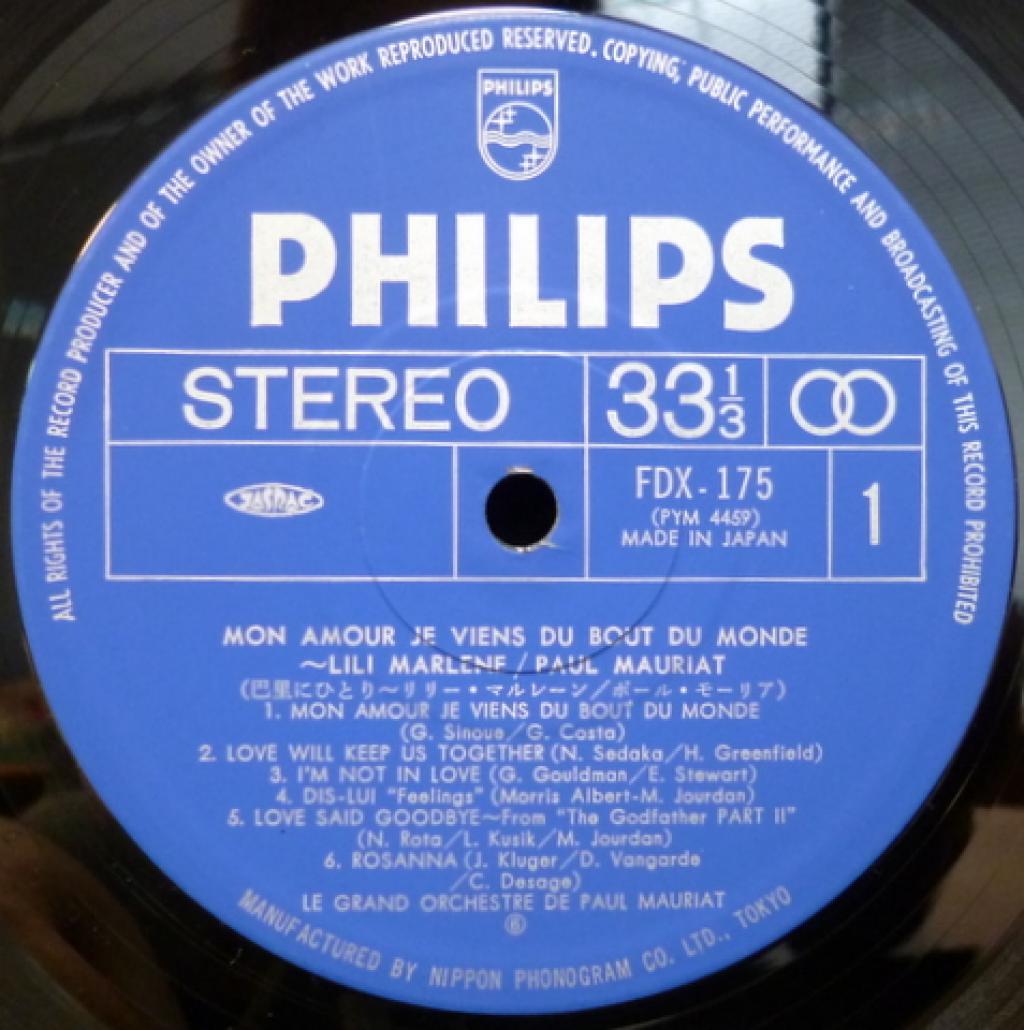 ALL RIGHTS OF THE RECORD PRODUCER AND OF THE OWNER OF THE WORK REPRODUCED RESERVED. COPYING, PUBLIC PERFORMANCE AND BROADCASTING OF THIS RECORD PROHIBITED
PHILIPS
PHILIPS
STEREO
33 1/3
JASRAC
FDX-175
(PYM 4459)
MADE IN JAPAN
1
MON AMOUR JE VIENS DU BOUT DU MONDE
~LILI MARLENE/PAUL MAURIAT
(巴里にひとり~リリー・マルレーン/ポール・モーリア)
1. MON AMOUR JE VIENS DU BOUT DU MONDE
(G. Sinoue/G. Costa)
2. LOVE WILL KEEP US TOGETHER (N. Sedaka/H. Greenfield)
3. I'M NOT IN LOVE (G. Gouldman/E. Stewart)
4. DIS-LUI "Feelings" (Morris Albert-M. Jourdan)
5. LOVE SAID GOODBYE~From "The Godfather PART II"
(N. Rota/L. Kusik/M. Jourdan)
6. ROSANNA (J. Kluger/D. Vangarde
/C. Desage)
LE GRAND ORCHESTRE DE PAUL MAURIAT
MANUFACTURED BY NIPPON PHONOGRAM CO. LTD., TOKYO